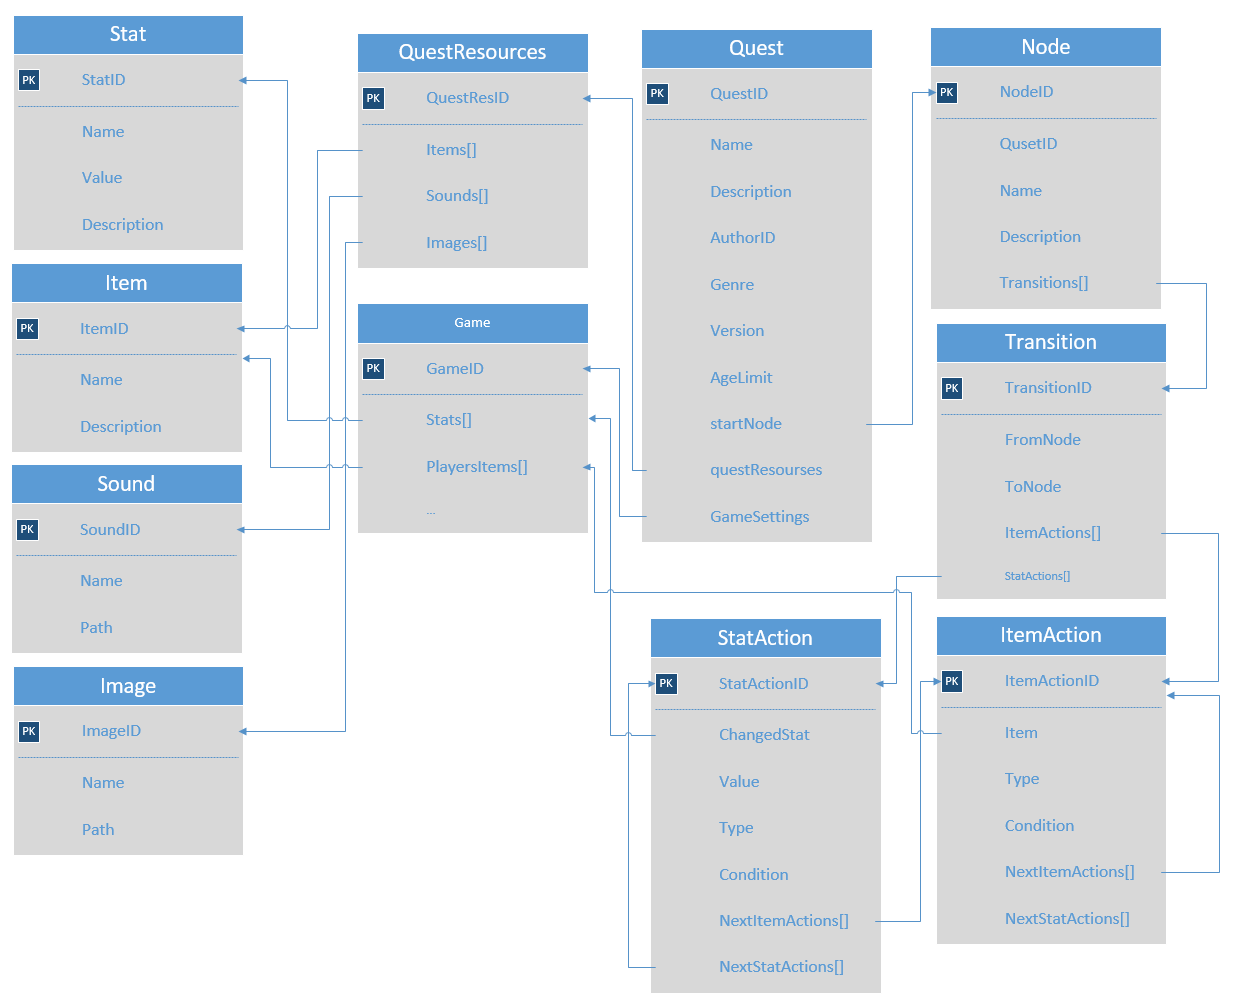 Stat
PK
StatID
Name
Value
Description
Item
PK
ItemID
Name
Description
Sound
PK
SoundID
Name
Path
Image
PK
ImageID
Name
Path
QuestResources
PK
QuestResID
Items[]
Sounds[]
Images[]
Game
PK
GameID
Stats[]
PlayersItems[]
...
Quest
PK
QuestID
Name
Description
AuthorID
Genre
Version
AgeLimit
startNode
questResourses
GameSettings
StatAction
PK
StatActionID
ChangedStat
Value
Type
Condition
NextItemActions[]
NextStatActions[]
Node
PK
NodeID
QusetID
Name
Description
Transitions[]
Transition
PK
TransitionID
FromNode
ToNode
ItemActions[]
StatActions[]
ItemAction
PK
ItemActionID
Item
Type
Condition
NextItemActions[]
NextStatActions[]